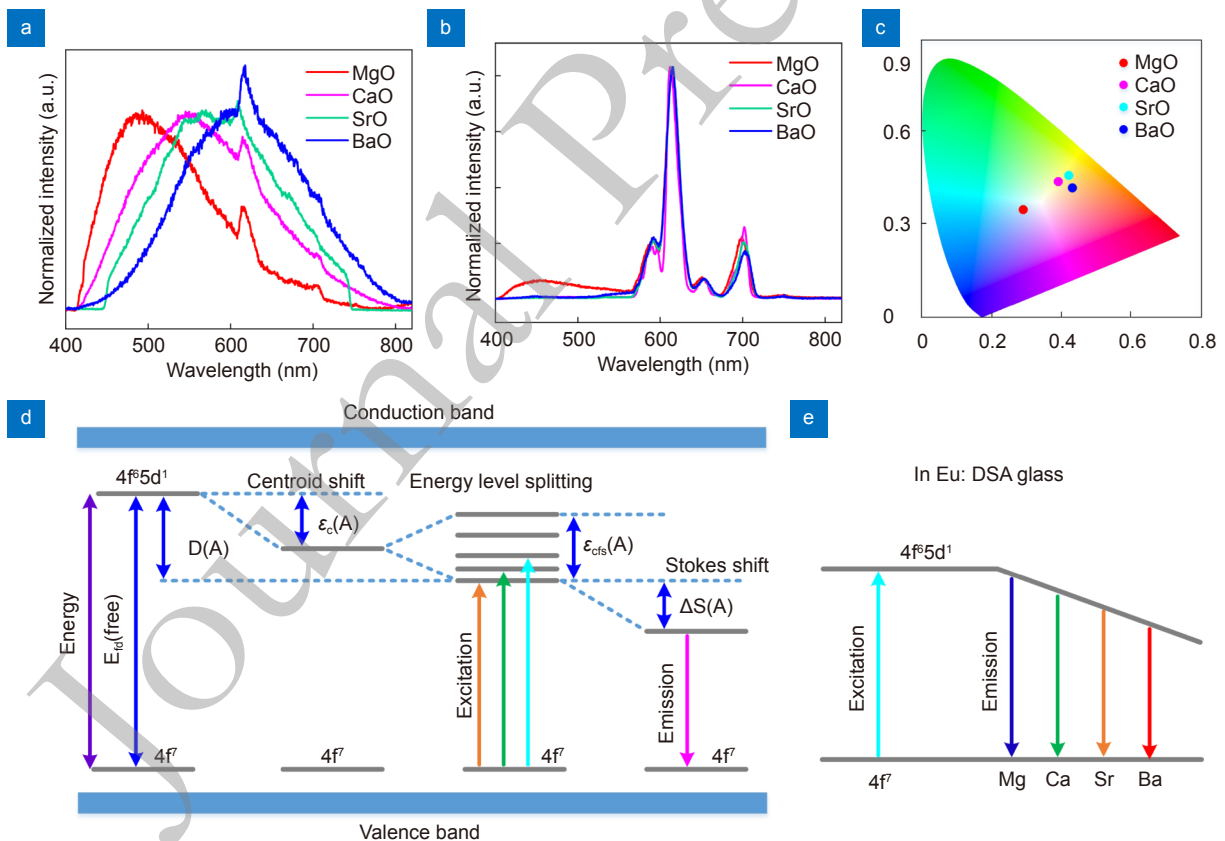 a
Normalized intensity (a.u.)
MgO
CaO
SrO
BaO
400 500 600 700 800
Wavelength (nm)
b
Normalized intensity (a.u.)
MgO
CaO
SrO
BaO
400 500 600 700 800
Wavelength (nm)
c
0.9
0.6
0.3
0
MgO
CaO
SrO
BaO
0 0.2 0.4 0.6 0.8
d
Conduction band
4f⁶5d¹
Centroid shift
Energy level splitting
εc(A)
D(A)
εcfs(A)
Stokes shift
ΔS(A)
Energy
Efd(free)
Excitation
Emission
4f⁷ 4f⁷ 4f⁷ 4f⁷
Valence band
e
In Eu: DSA glass
4f⁶5d¹
Excitation
Emission
4f⁷ Mg Ca Sr Ba
Journal Pre